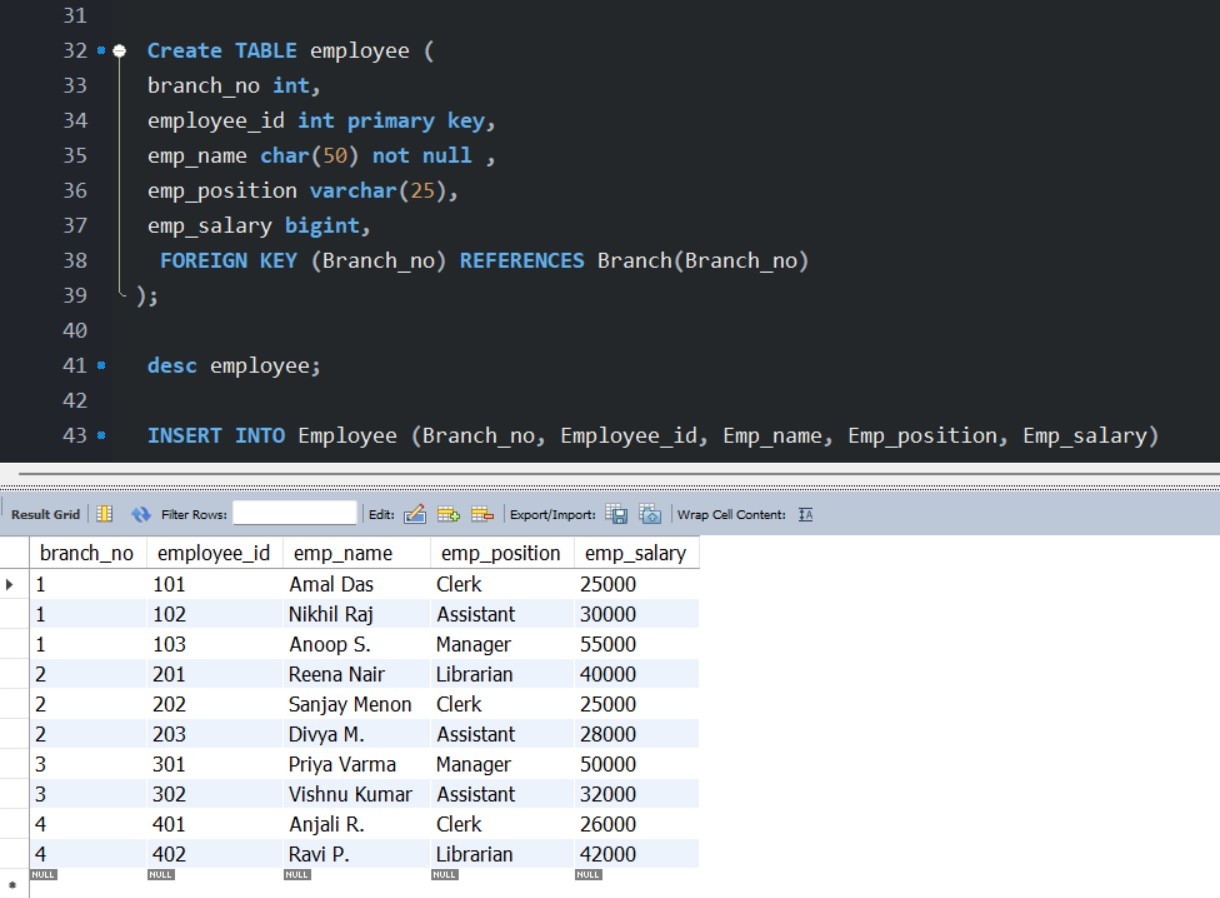 31
32 Create TABLE employee (
33 branch_no int,
34 employee_id int primary key,
35 emp_name char(50) not null ,
36 emp_position varchar(25),
37 emp_salary bigint,
38 FOREIGN KEY (Branch_no) REFERENCES Branch(Branch_no)
39 );
40
41 desc employee;
42
43 INSERT INTO Employee (Branch_no, Employee_id, Emp_name, Emp_position, Emp_salary)
Result Grid Filter Rows: Edit: Export/Import: Wrap Cell Content: IA
branch_no employee_id emp_name emp_position emp_salary
1 101 Amal Das Clerk 25000
1 102 Nikhil Raj Assistant 30000
1 103 Anoop S. Manager 55000
2 201 Reena Nair Librarian 40000
2 202 Sanjay Menon Clerk 25000
2 203 Divya M. Assistant 28000
3 301 Priya Varma Manager 50000
3 302 Vishnu Kumar Assistant 32000
4 401 Anjali R. Clerk 26000
4 402 Ravi P. Librarian 42000
NULL NULL NULL NULL NULL